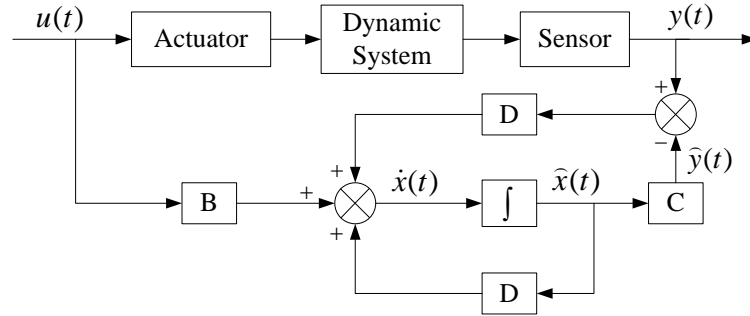 u(t)
Actuator
Dynamic
System
Sensor
y(t)
+
D
−
ŷ(t)
+
B
+
ẋ(t)
∫
x̂(t)
C
+
D